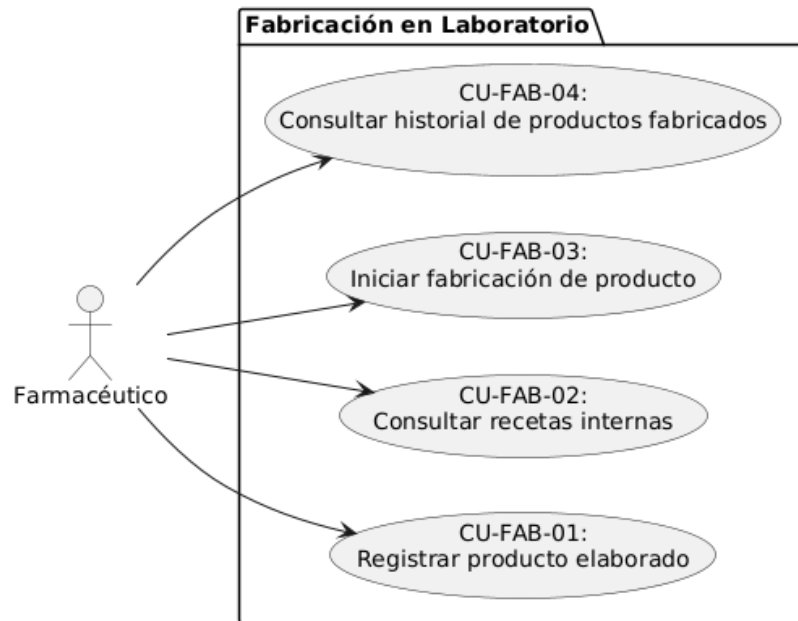 Fabricación en Laboratorio
CU-FAB-04:
Consultar historial de productos fabricados
CU-FAB-03:
Iniciar fabricación de producto
Farmacéutico
CU-FAB-02:
Consultar recetas internas
CU-FAB-01:
Registrar producto elaborado